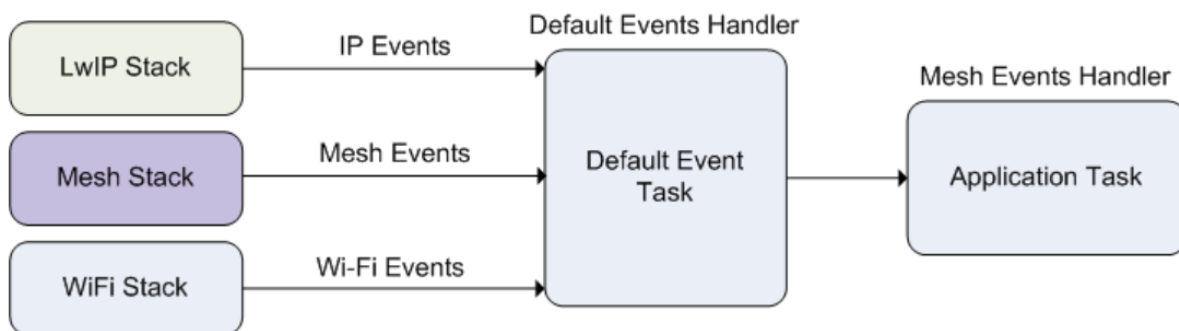 Default Events Handler
LwIP Stack
IP Events
Mesh Events Handler
Mesh Stack
Mesh Events
Default Event
Task
Application Task
WiFi Stack
Wi-Fi Events